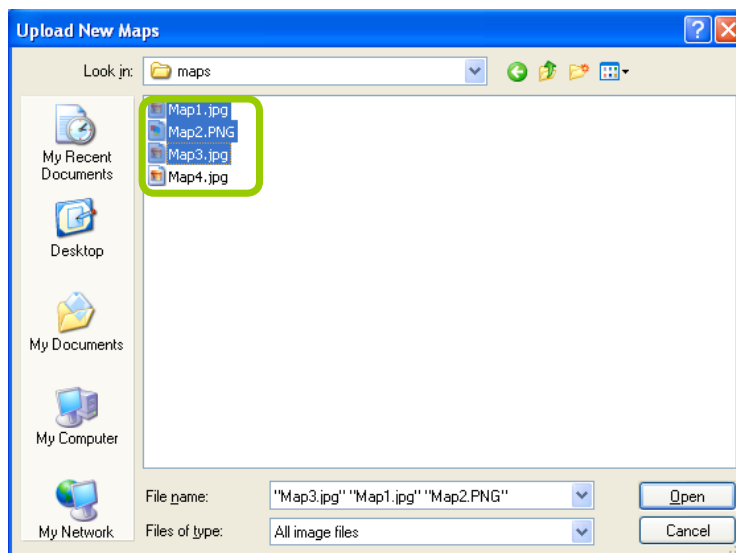 Upload New Maps
Look in: maps
Map1.jpg
Map2.PNG
Map3.jpg
Map4.jpg
My Recent
Documents
Desktop
My Documents
My Computer
My Network
File name: "Map3.jpg" "Map1.jpg" "Map2.PNG" Open
Files of type: All image files Cancel